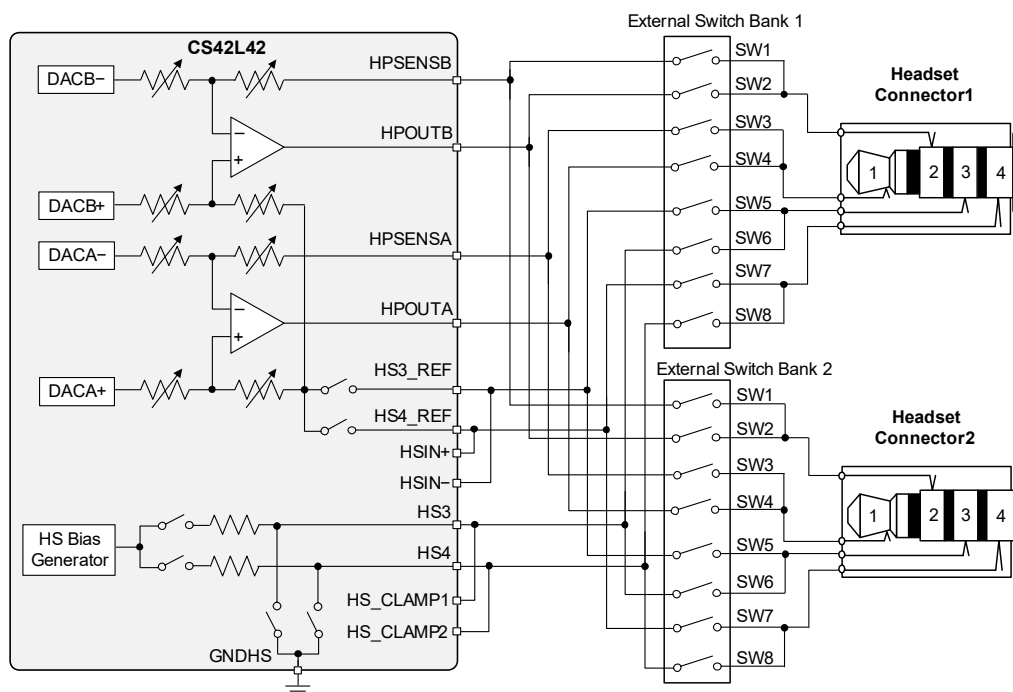 External Switch Bank 1
CS42L42
DACB−
HPSENSB
SW1
SW2
Headset
Connector1
−
+
HPOUTB
SW3
SW4
1
2
3
4
DACB+
SW5
DACA−
HPSENSA
SW6
SW7
−
+
HPOUTA
SW8
DACA+
HS3_REF
External Switch Bank 2
HS4_REF
SW1
SW2
Headset
Connector2
HSIN+
HSIN−
SW3
HS3
SW4
1
2
3
4
HS Bias
Generator
HS4
SW5
SW6
HS_CLAMP1
HS_CLAMP2
SW7
GNDHS
SW8